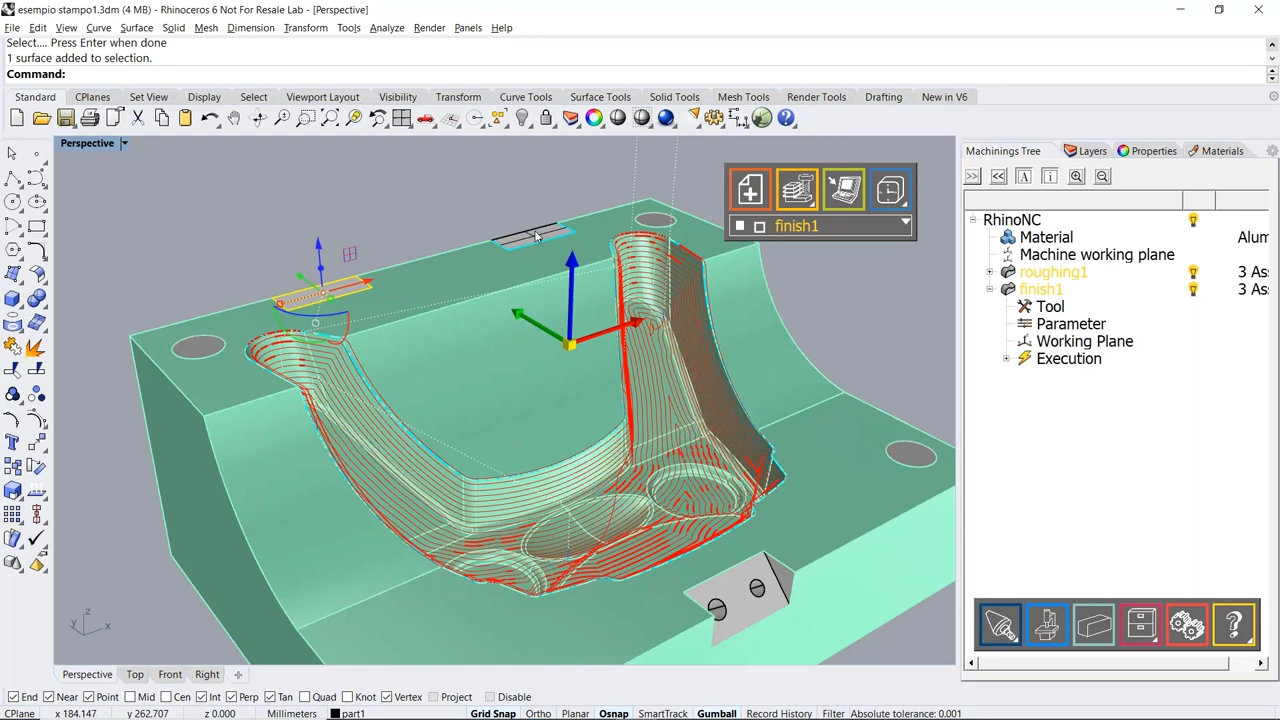 esempio stampo1.3dm (4 MB) - Rhinoceros 6 Not For Resale Lab - [Perspective]
File Edit View Curve Surface Solid Mesh Dimension Transform Tools Analyze Render Panels Help
Select.... Press Enter when done
1 surface added to selection.
Command:
Standard CPlanes Set View Display Select Viewport Layout Visibility Transform Curve Tools Surface Tools Solid Tools Mesh Tools Render Tools Drafting New in V6
Perspective
Machinings Tree Layers Properties Materials
>> << A i
finish1
RhinoNC
Material Alum
Machine working plane
roughing1 3 Ass
finish1 3 Ass
Tool
Parameter
Working Plane
Execution
z
y x
Perspective Top Front Right
End Near Point Mid Cen Int Perp Tan Quad Knot Vertex Project Disable
CPlane x 184.147 y 262.707 z 0.000 Millimeters part1 Grid Snap Ortho Planar Osnap SmartTrack Gumball Record History Filter Absolute tolerance: 0.001